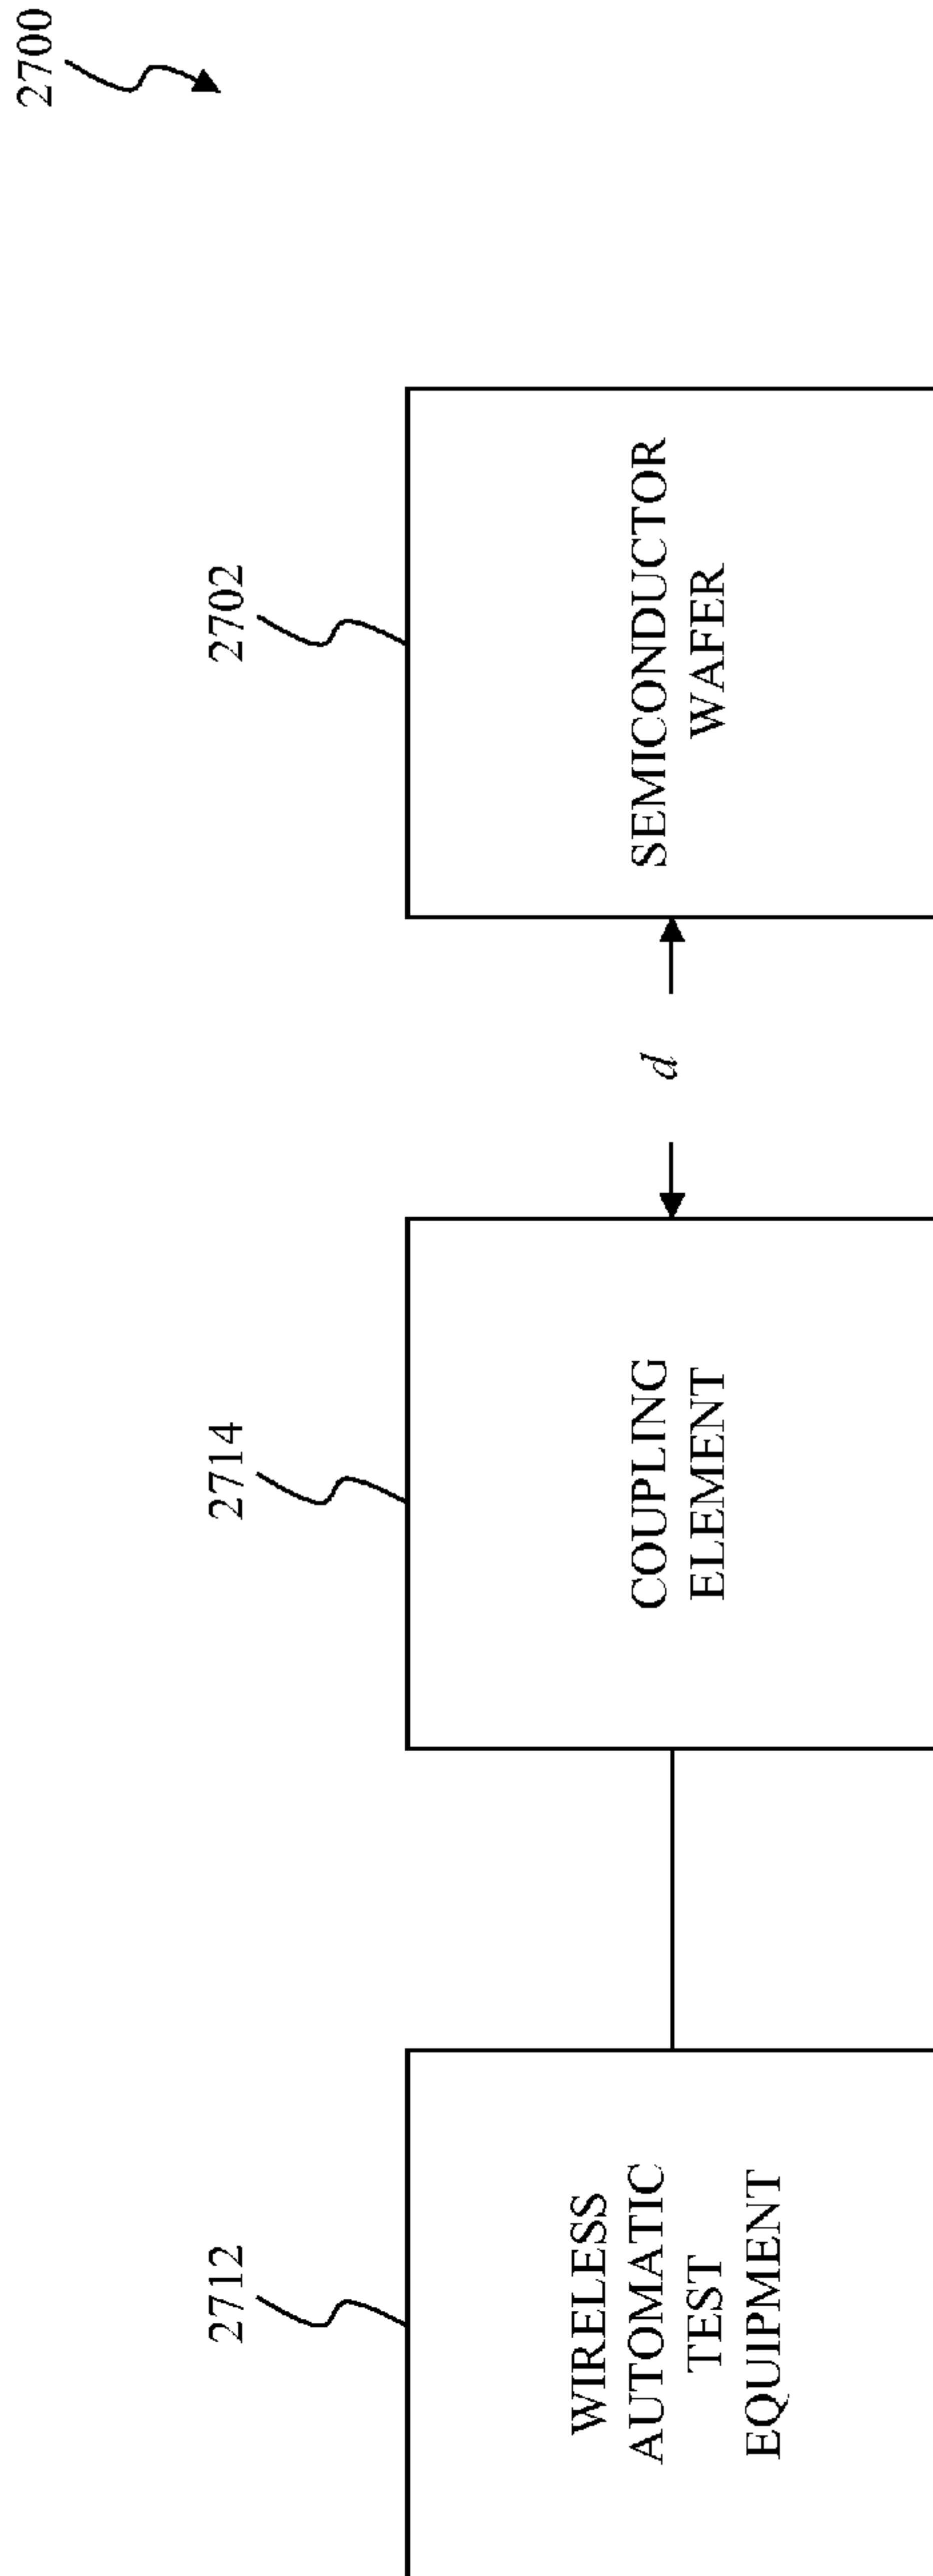 2700
2712
2714
2702
WIRELESS
AUTOMATIC
TEST
EQUIPMENT
COUPLING
ELEMENT
d
SEMICONDUCTOR
WAFER